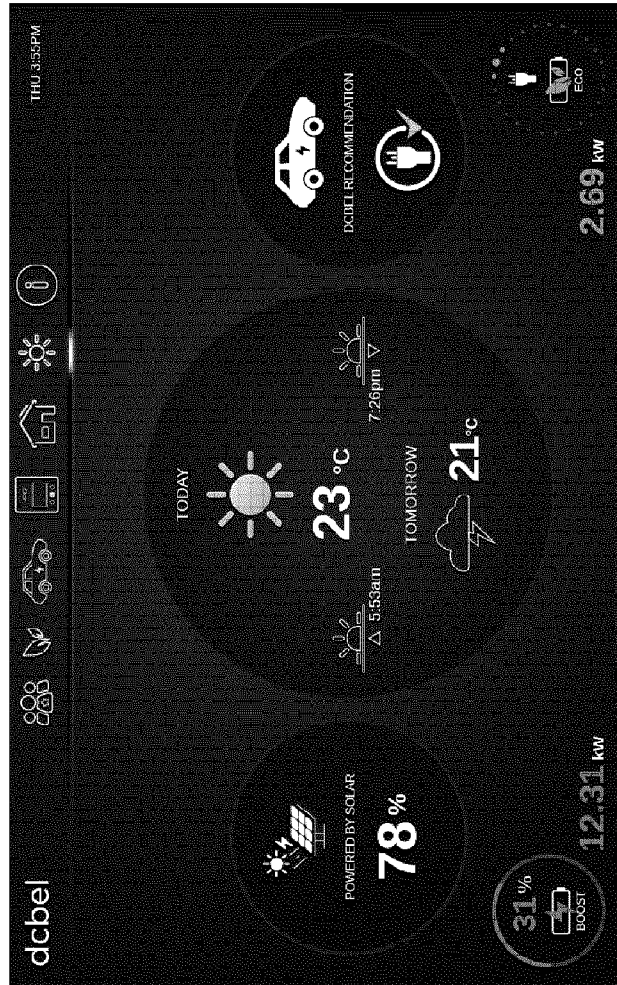 dcbel
THU 3:55PM
POWERED BY SOLAR
78%
TODAY
23 °C
5:53am
7:26pm
TOMORROW
21°C
DCBEL RECOMMENDATION
31%
BOOST
12.31 kW
2.69 kW
ECO